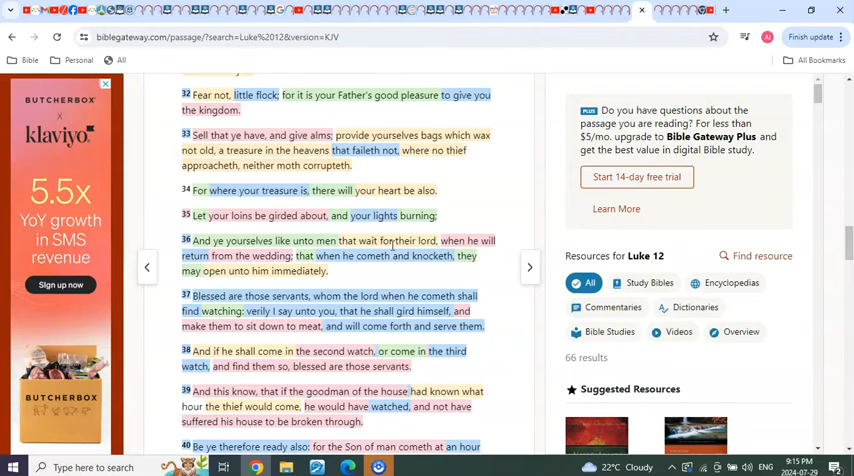 Finish update
biblegateway.com/passage/?search=Luke%2012&version=KJV
Bible
Personal
All
All Bookmarks
BUTCHERBOX
x
klaviyo
5.5x
YoY growth
in SMS
revenue
Sign up now
BUTCHERBOX
32 Fear not, little flock; for it is your Father's good pleasure to give you
the kingdom.
33 Sell that ye have, and give alms; provide yourselves bags which wax
not old, a treasure in the heavens that faileth not, where no thief
approacheth, neither moth corrupteth.
34 For where your treasure is, there will your heart be also.
35 Let your loins be girded about, and your lights burning;
36 And ye yourselves like unto men that wait for their lord, when he will
return from the wedding; that when he cometh and knocketh, they
may open unto him immediately.
37 Blessed are those servants, whom the lord when he cometh shall
find watching: verily I say unto you, that he shall gird himself, and
make them to sit down to meat, and will come forth and serve them.
38 And if he shall come in the second watch, or come in the third
watch, and find them so, blessed are those servants.
39 And this know, that if the goodman of the house had known what
hour the thief would come, he would have watched, and not have
suffered his house to be broken through.
40 Be ye therefore ready also: for the Son of man cometh at an hour
PLUS Do you have questions about the
passage you are reading? For less than
$5/mo. upgrade to Bible Gateway Plus and
get the best value in digital Bible study.
Start 14-day free trial
Learn More
Resources for Luke 12
Find resource
All
Study Bibles
Encyclopedias
Commentaries
Dictionaries
Bible Studies
Videos
Overview
66 results
Suggested Resources
Type here to search
22°C Cloudy
ENG
9:15 PM
2024-07-29